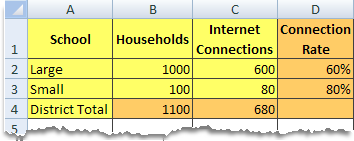 A B C D
1 School Households Internet Connections Connection Rate
2 Large 1000 600 60%
3 Small 100 80 80%
4 District Total 1100 680
5